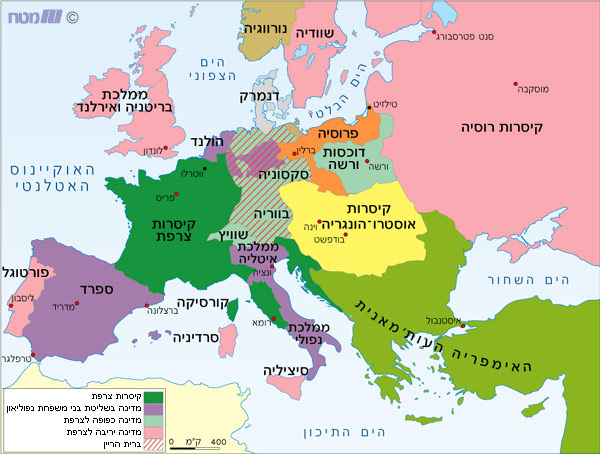 © מטח
נורווגיה
שוודיה
סנט פטרסבורג
הים
הצפוני
הים הבלטי
ממלכת
בריטניה ואירלנד
דנמרק
מוסקבה
קיסרות רוסיה
טילזיט
לונדון
הולנד
פרוסיה
ברלין
דוכסות
ורשה
ורשה
האוקיינוס
האטלנטי
ווטרלו
סקסוניה
פריס
קיסרות
צרפת
בווריה
קיסרות
אוסטרו־הונגריה
וינה
בודפשט
שוויץ
ממלכת
איטליה
ונציה
הים השחור
פורטוגל
ליסבון
ספרד
מדריד
ברצלונה
קורסיקה
רומא
סרדיניה
ממלכת
נפולי
איסטנבול
האימפריה העות'מאנית
טרפלגר
סיציליה
הים התיכון
קיסרות צרפת
מדינה בשליטת בני משפחת נפוליאון
מדינה כפופה לצרפת
מדינה יריבה לצרפת
ברית הריין
0 ק"מ 400